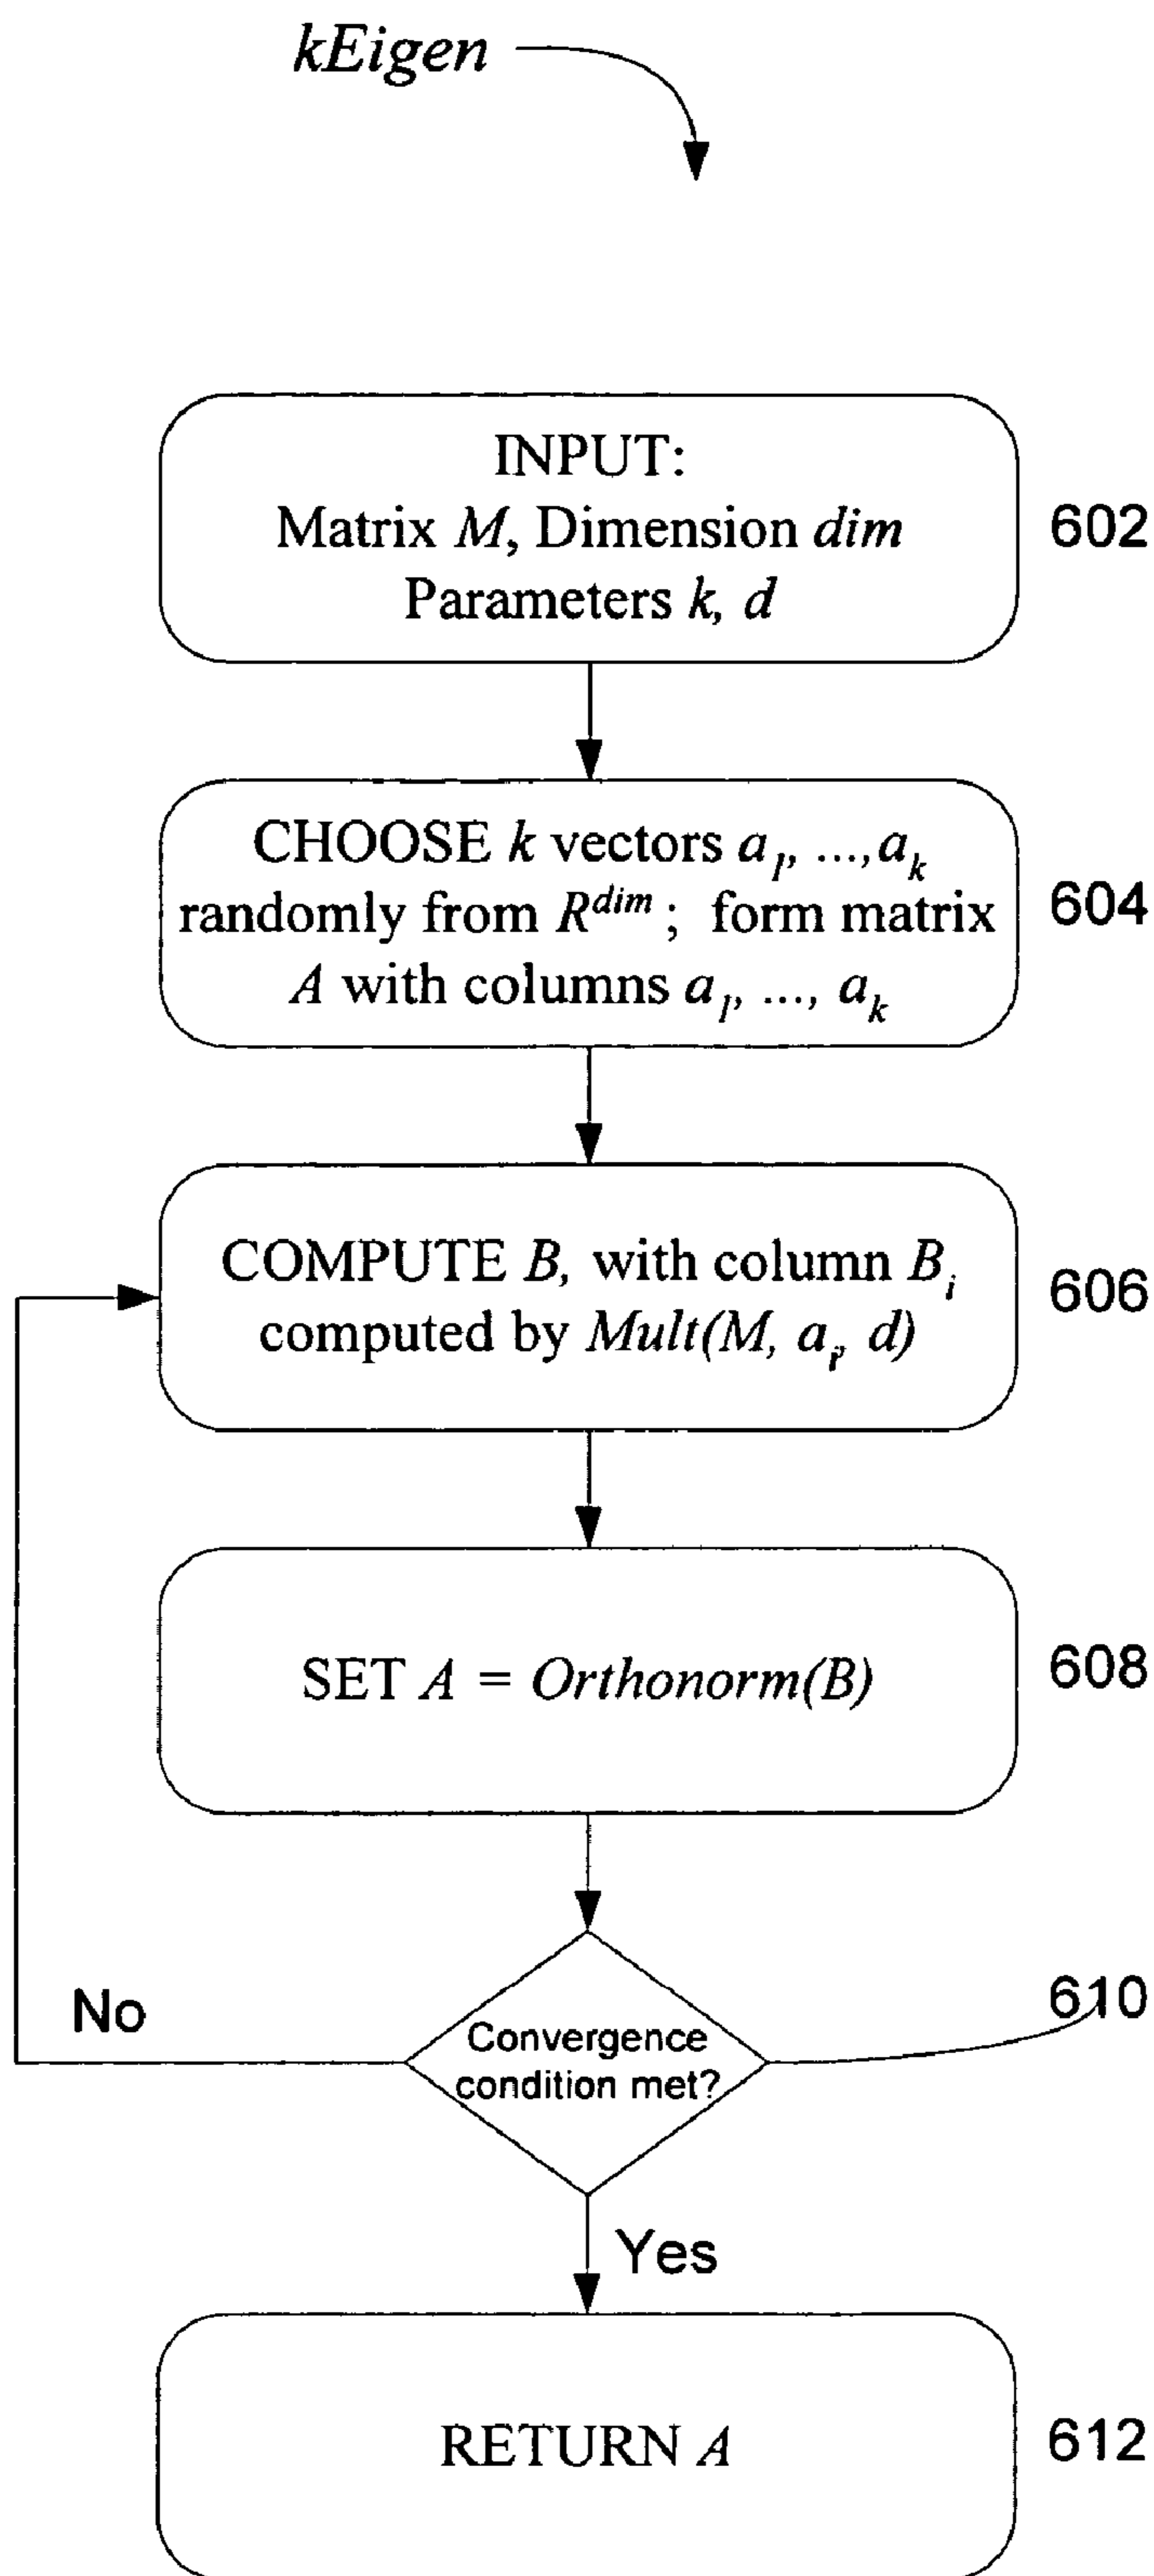 kEigen
INPUT:
Matrix M, Dimension dim
Parameters k, d
602
CHOOSE k vectors a₁, ..., aₖ
randomly from R^dim ; form matrix
A with columns a₁, ..., aₖ
604
COMPUTE B, with column Bᵢ
computed by Mult(M, aᵢ, d)
606
SET A = Orthonorm(B)
608
Convergence
condition met?
610
No
Yes
RETURN A
612